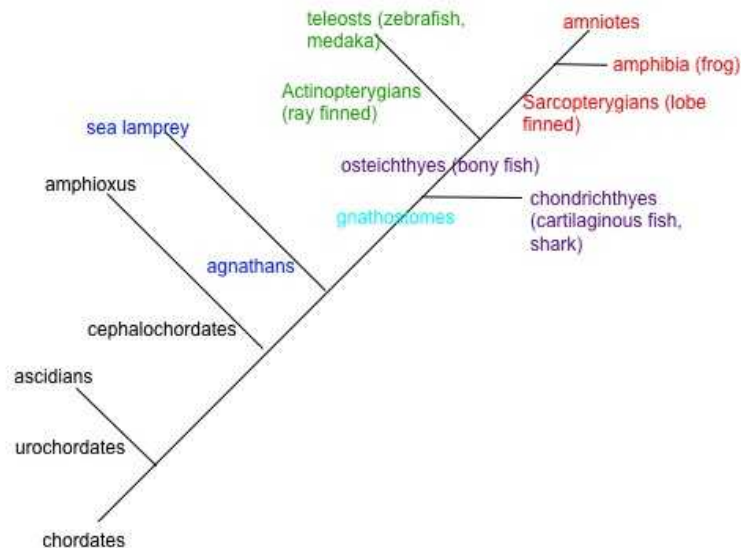 teleosts (zebrafish,
medaka)
amniotes
amphibia (frog)
Actinopterygians
(ray finned)
Sarcopterygians (lobe
finned)
sea lamprey
osteichthyes (bony fish)
amphioxus
chondrichthyes
(cartilaginous fish,
shark)
gnathostomes
agnathans
cephalochordates
ascidians
urochordates
chordates